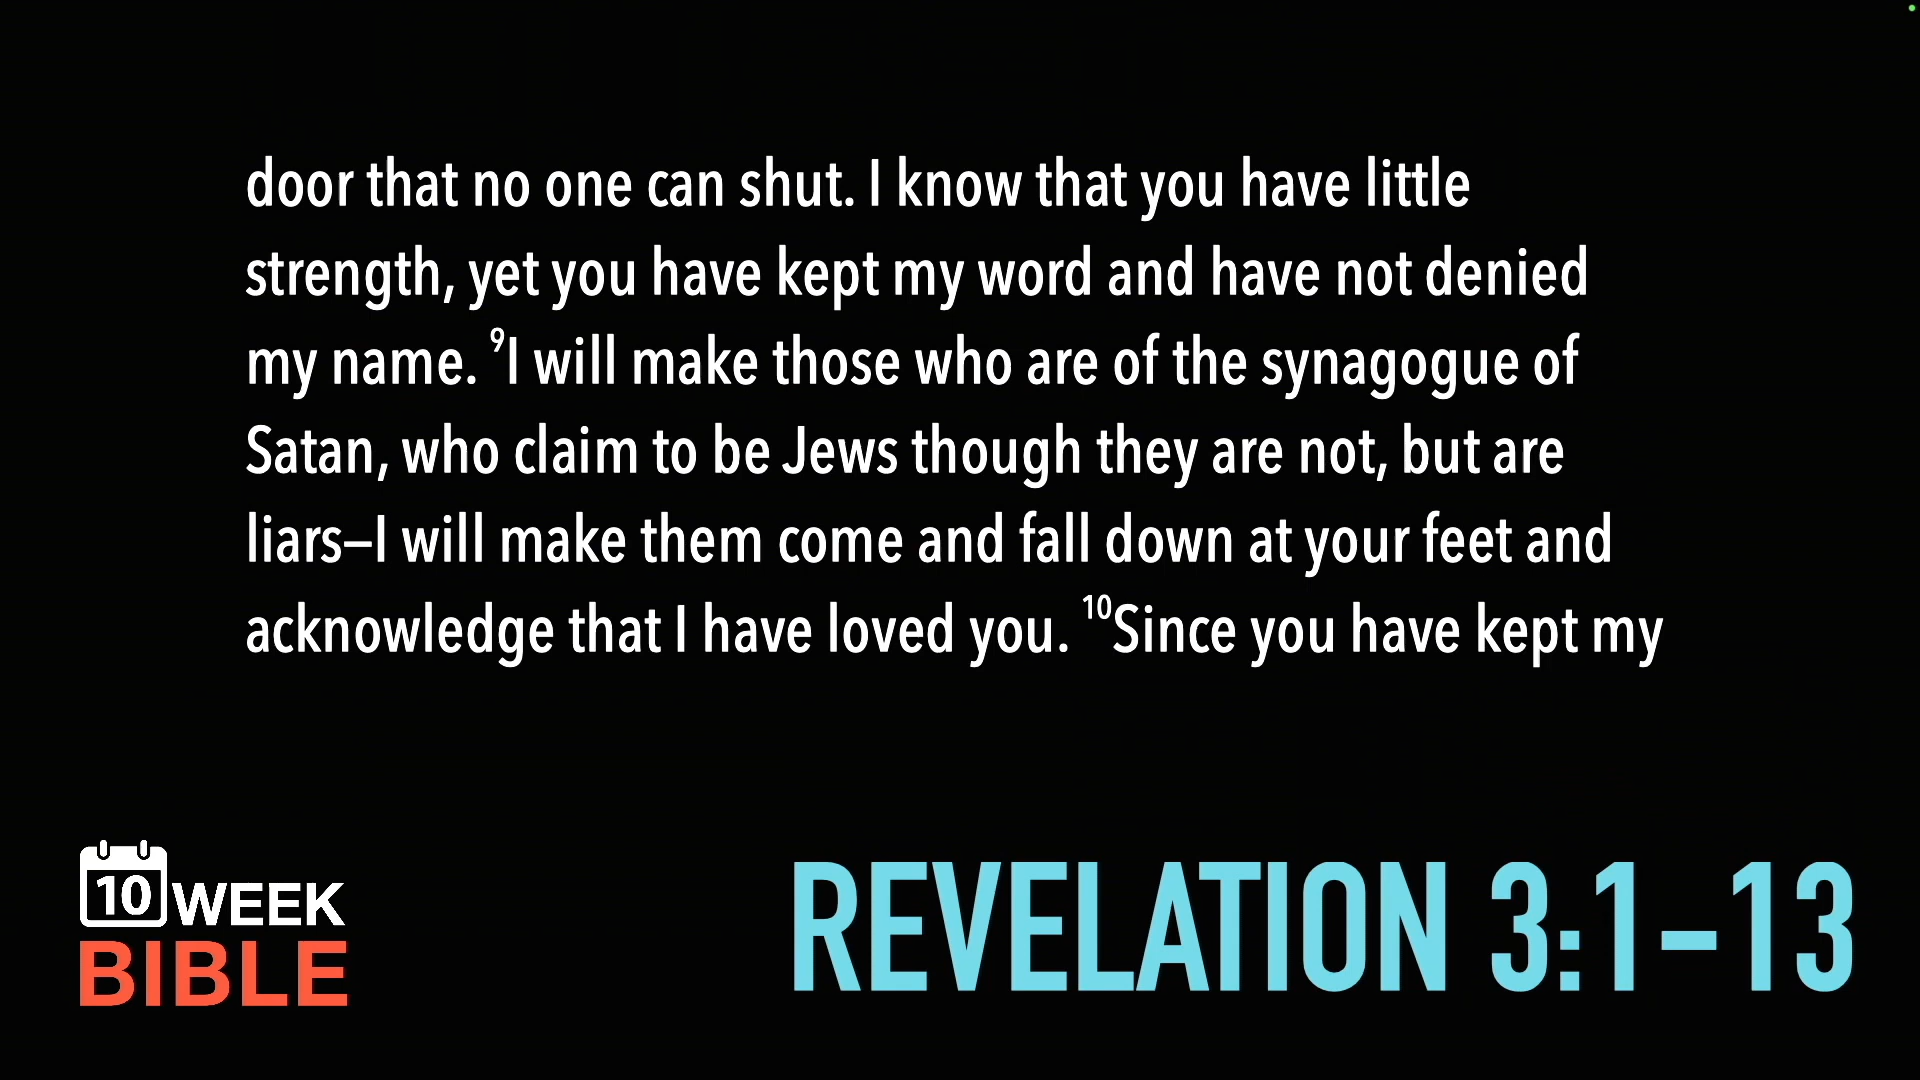 door that no one can shut. I know that you have little
strength, yet you have kept my word and have not denied
my name. ⁹I will make those who are of the synagogue of
Satan, who claim to be Jews though they are not, but are
liars—I will make them come and fall down at your feet and
acknowledge that I have loved you. ¹⁰Since you have kept my
10 WEEK
BIBLE
REVELATION 3:1–13